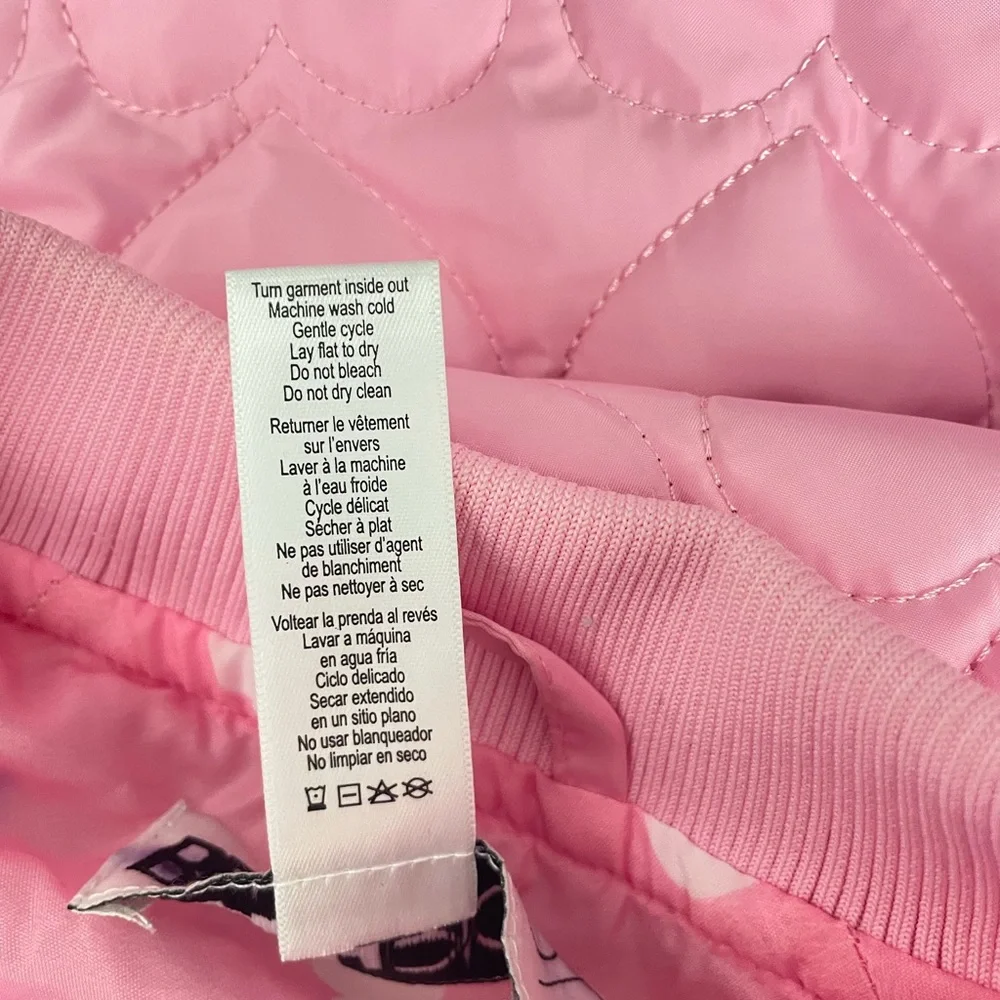 Turn garment inside out
Machine wash cold
Gentle cycle
Lay flat to dry
Do not bleach
Do not dry clean
Returner le vêtement
sur l'envers
Laver à la machine
à l'eau froide
Cycle délicat
Sécher à plat
Ne pas utiliser d'agent
de blanchiment
Ne pas nettoyer à sec
Voltear la prenda al revés
Lavar a máquina
en agua fría
Ciclo delicado
Secar extendido
en un sitio plano
No usar blanqueador
No limpiar en seco